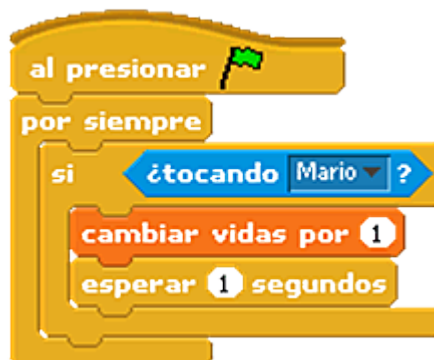 al presionar
por siempre
si ¿tocando Mario ?
cambiar vidas por 1
esperar 1 segundos